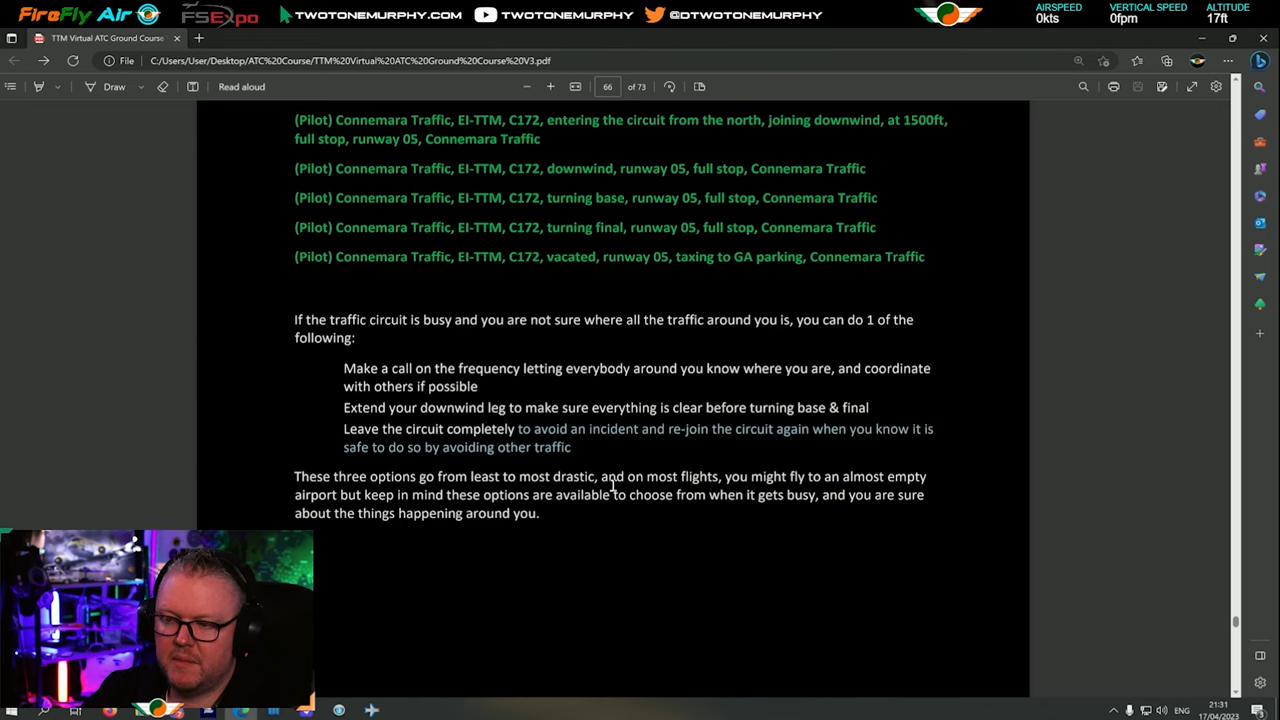 FireFly Air
FSExpo
TWOTONEMURPHY.COM
TWOTONEMURPHY
@DTWOTONEMURPHY
AIRSPEED
0kts
VERTICAL SPEED
0fpm
ALTITUDE
17ft
TTM Virtual ATC Ground Course
File
C:/Users/User/Desktop/ATC%20Course/TTM%20Virtual%20ATC%20Ground%20Course%20V3.pdf
Draw
Read aloud
66
of 73
(Pilot) Connemara Traffic, EI-TTM, C172, entering the circuit from the north, joining downwind, at 1500ft,
full stop, runway 05, Connemara Traffic
(Pilot) Connemara Traffic, EI-TTM, C172, downwind, runway 05, full stop, Connemara Traffic
(Pilot) Connemara Traffic, EI-TTM, C172, turning base, runway 05, full stop, Connemara Traffic
(Pilot) Connemara Traffic, EI-TTM, C172, turning final, runway 05, full stop, Connemara Traffic
(Pilot) Connemara Traffic, EI-TTM, C172, vacated, runway 05, taxing to GA parking, Connemara Traffic
If the traffic circuit is busy and you are not sure where all the traffic around you is, you can do 1 of the
following:
Make a call on the frequency letting everybody around you know where you are, and coordinate
with others if possible
Extend your downwind leg to make sure everything is clear before turning base & final
Leave the circuit completely to avoid an incident and re-join the circuit again when you know it is
safe to do so by avoiding other traffic
These three options go from least to most drastic, and on most flights, you might fly to an almost empty
airport but keep in mind these options are available to choose from when it gets busy, and you are sure
about the things happening around you.
ENG
21:31
17/04/2023